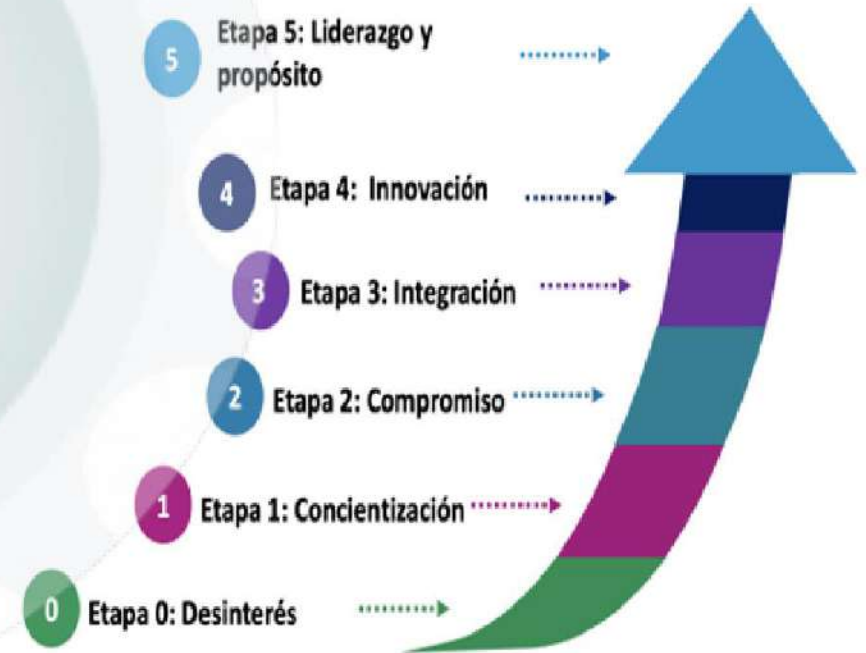 5
Etapa 5: Liderazgo y
propósito
4
Etapa 4: Innovación
3
Etapa 3: Integración
2
Etapa 2: Compromiso
1
Etapa 1: Concientización
0
Etapa 0: Desinterés